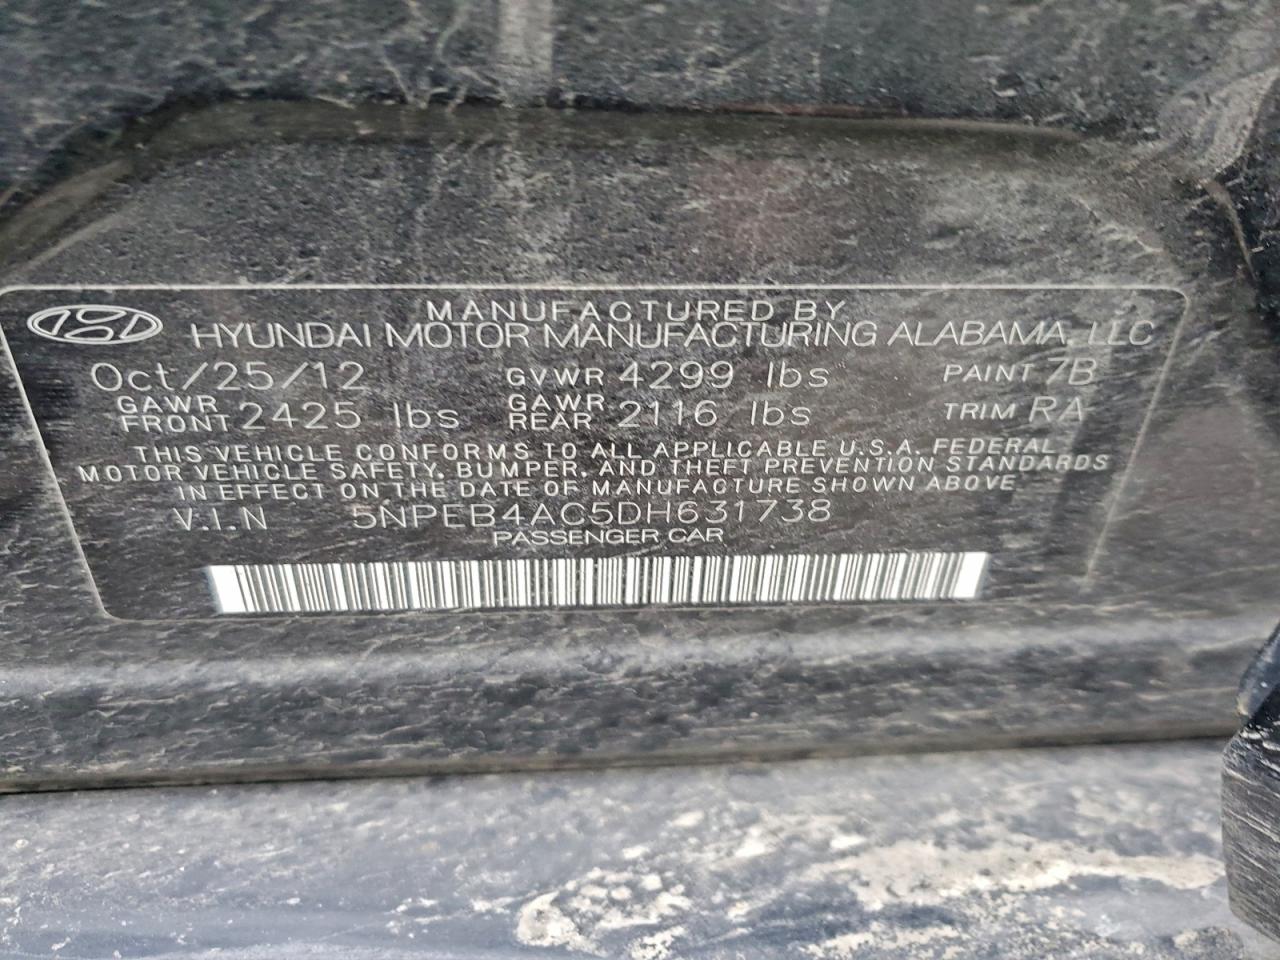 MANUFACTURED BY
HYUNDAI MOTOR MANUFACTURING ALABAMA, LLC
Oct/25/12 GVWR 4299 lbs PAINT 7B
GAWR FRONT 2425 lbs GAWR REAR 2116 lbs TRIM RA
THIS VEHICLE CONFORMS TO ALL APPLICABLE U.S.A. FEDERAL
MOTOR VEHICLE SAFETY, BUMPER, AND THEFT PREVENTION STANDARDS
IN EFFECT ON THE DATE OF MANUFACTURE SHOWN ABOVE
V.I.N 5NPEB4AC5DH631738
PASSENGER CAR